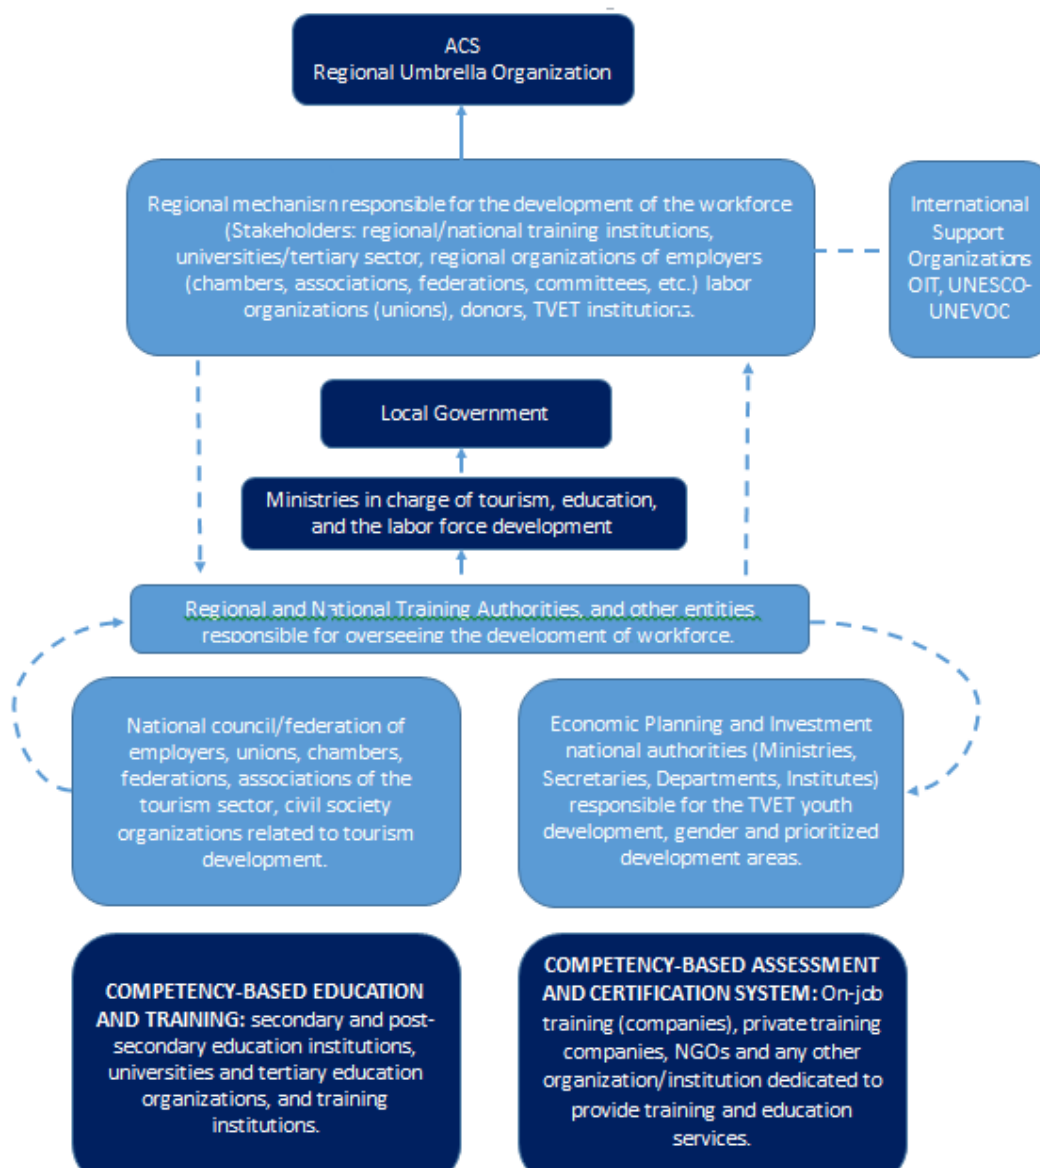 ACS
Regional Umbrella Organization
Regional mechanism responsible for the development of the workforce
(Stakeholders: regional/national training institutions,
universities/tertiary sector, regional organizations of employers
(chambers, associations, federations, committees, etc.) labor
organizations (unions), donors, TVET institutions.
International
Support
Organizations
OIT, UNESCO-
UNEVOC
Local Government
Ministries in charge of tourism, education,
and the labor force development
Regional and National Training Authorities, and other entities
responsible for overseeing the development of workforce.
National council/federation of
employers, unions, chambers,
federations, associations of the
tourism sector, civil society
organizations related to tourism
development.
Economic Planning and Investment
national authorities (Ministries,
Secretaries, Departments, Institutes)
responsible for the TVET youth
development, gender and prioritized
development areas.
COMPETENCY-BASED EDUCATION
AND TRAINING: secondary and post-
secondary education institutions,
universities and tertiary education
organizations, and training
institutions.
COMPETENCY-BASED ASSESSMENT
AND CERTIFICATION SYSTEM: On-job
training (companies), private training
companies, NGOs and any other
organization/institution dedicated to
provide training and education
services.